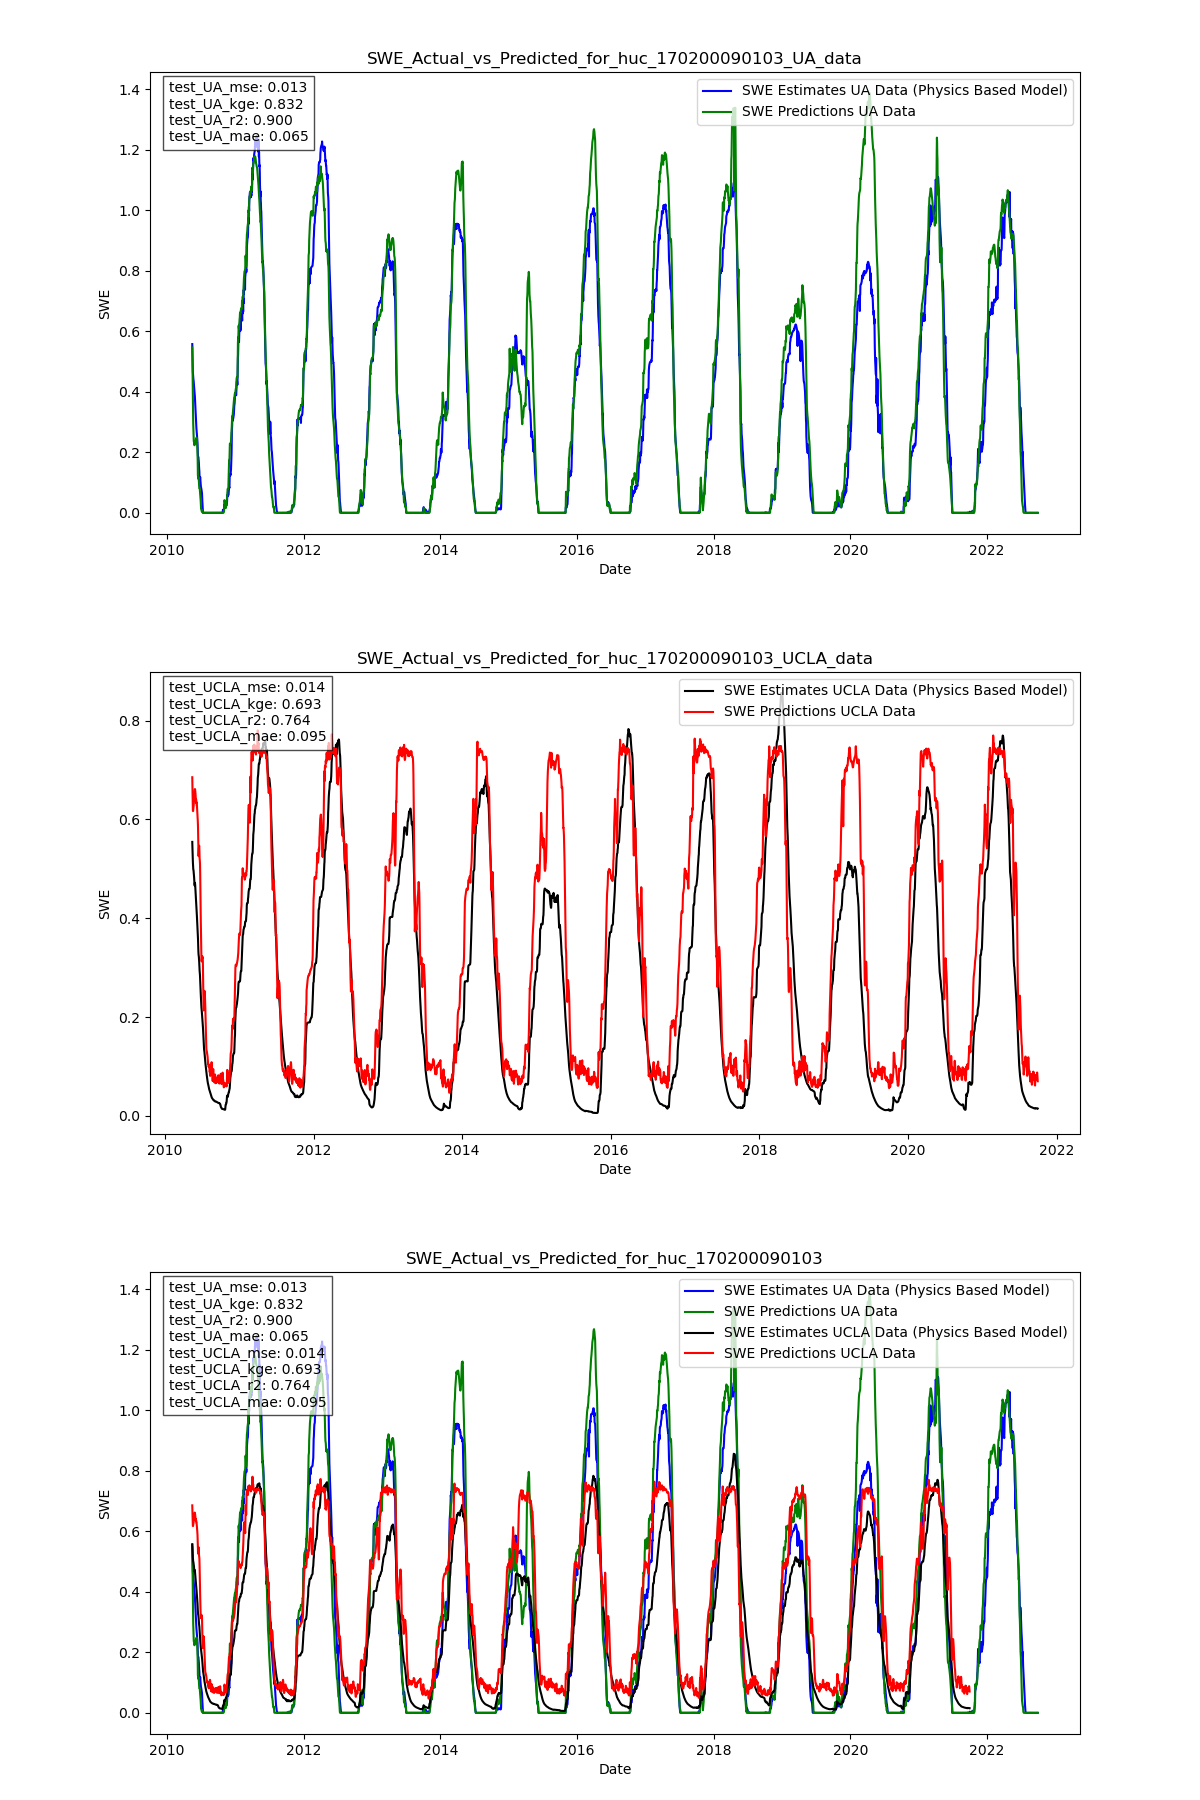 SWE_Actual_vs_Predicted_for_huc_170200090103_UA_data
test_UA_mse: 0.013
test_UA_kge: 0.832
test_UA_r2: 0.900
test_UA_mae: 0.065
SWE Estimates UA Data (Physics Based Model)
SWE Predictions UA Data
1.4
1.2
1.0
0.8
0.6
0.4
0.2
0.0
SWE
2010 2012 2014 2016 2018 2020 2022
Date
SWE_Actual_vs_Predicted_for_huc_170200090103_UCLA_data
test_UCLA_mse: 0.014
test_UCLA_kge: 0.693
test_UCLA_r2: 0.764
test_UCLA_mae: 0.095
SWE Estimates UCLA Data (Physics Based Model)
SWE Predictions UCLA Data
0.8
0.6
0.4
0.2
0.0
SWE
2010 2012 2014 2016 2018 2020 2022
Date
SWE_Actual_vs_Predicted_for_huc_170200090103
test_UA_mse: 0.013
test_UA_kge: 0.832
test_UA_r2: 0.900
test_UA_mae: 0.065
test_UCLA_mse: 0.014
test_UCLA_kge: 0.693
test_UCLA_r2: 0.764
test_UCLA_mae: 0.095
SWE Estimates UA Data (Physics Based Model)
SWE Predictions UA Data
SWE Estimates UCLA Data (Physics Based Model)
SWE Predictions UCLA Data
1.4
1.2
1.0
0.8
0.6
0.4
0.2
0.0
SWE
2010 2012 2014 2016 2018 2020 2022
Date